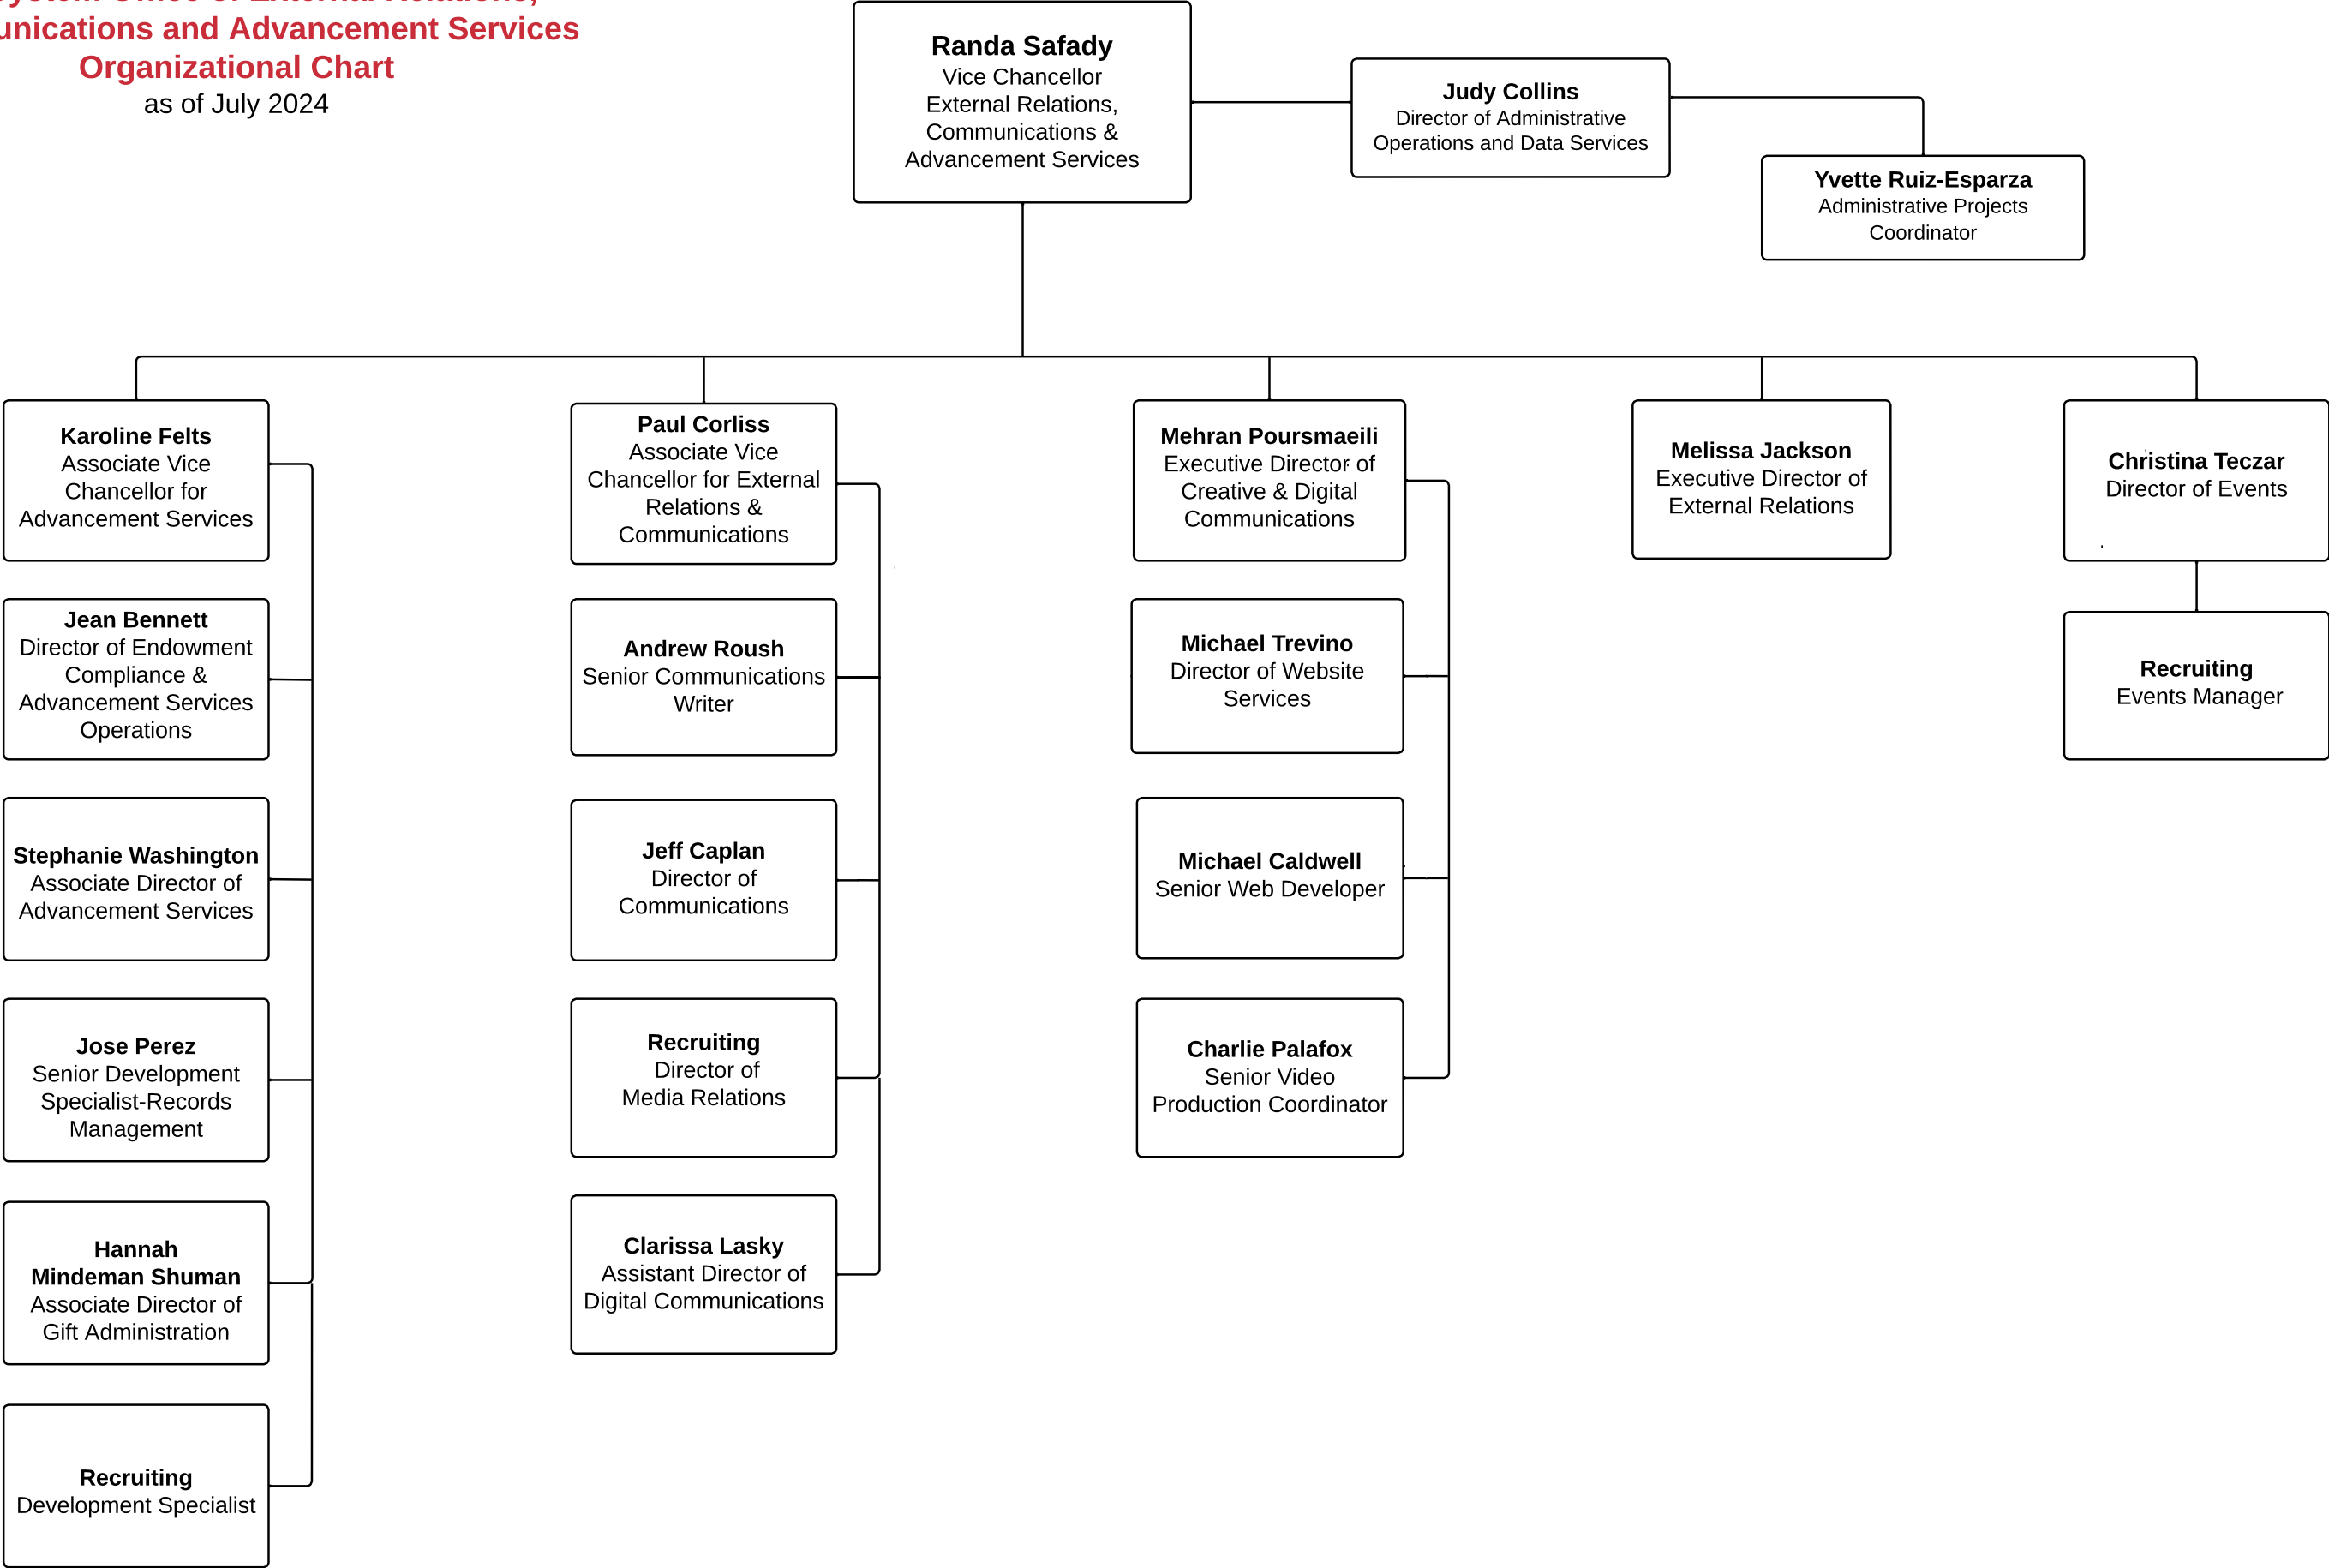 System Office of External Relations,
unications and Advancement Services
Organizational Chart
as of July 2024
Randa Safady
Vice Chancellor
External Relations,
Communications &
Advancement Services
Judy Collins
Director of Administrative
Operations and Data Services
Yvette Ruiz-Esparza
Administrative Projects
Coordinator
Karoline Felts
Associate Vice
Chancellor for
Advancement Services
Jean Bennett
Director of Endowment
Compliance &
Advancement Services
Operations
Stephanie Washington
Associate Director of
Advancement Services
Jose Perez
Senior Development
Specialist-Records
Management
Hannah
Mindeman Shuman
Associate Director of
Gift Administration
Recruiting
Development Specialist
Paul Corliss
Associate Vice
Chancellor for External
Relations &
Communications
Andrew Roush
Senior Communications
Writer
Jeff Caplan
Director of
Communications
Recruiting
Director of
Media Relations
Clarissa Lasky
Assistant Director of
Digital Communications
Mehran Poursmaeili
Executive Director of
Creative & Digital
Communications
Michael Trevino
Director of Website
Services
Michael Caldwell
Senior Web Developer
Charlie Palafox
Senior Video
Production Coordinator
Melissa Jackson
Executive Director of
External Relations
Christina Teczar
Director of Events
Recruiting
Events Manager